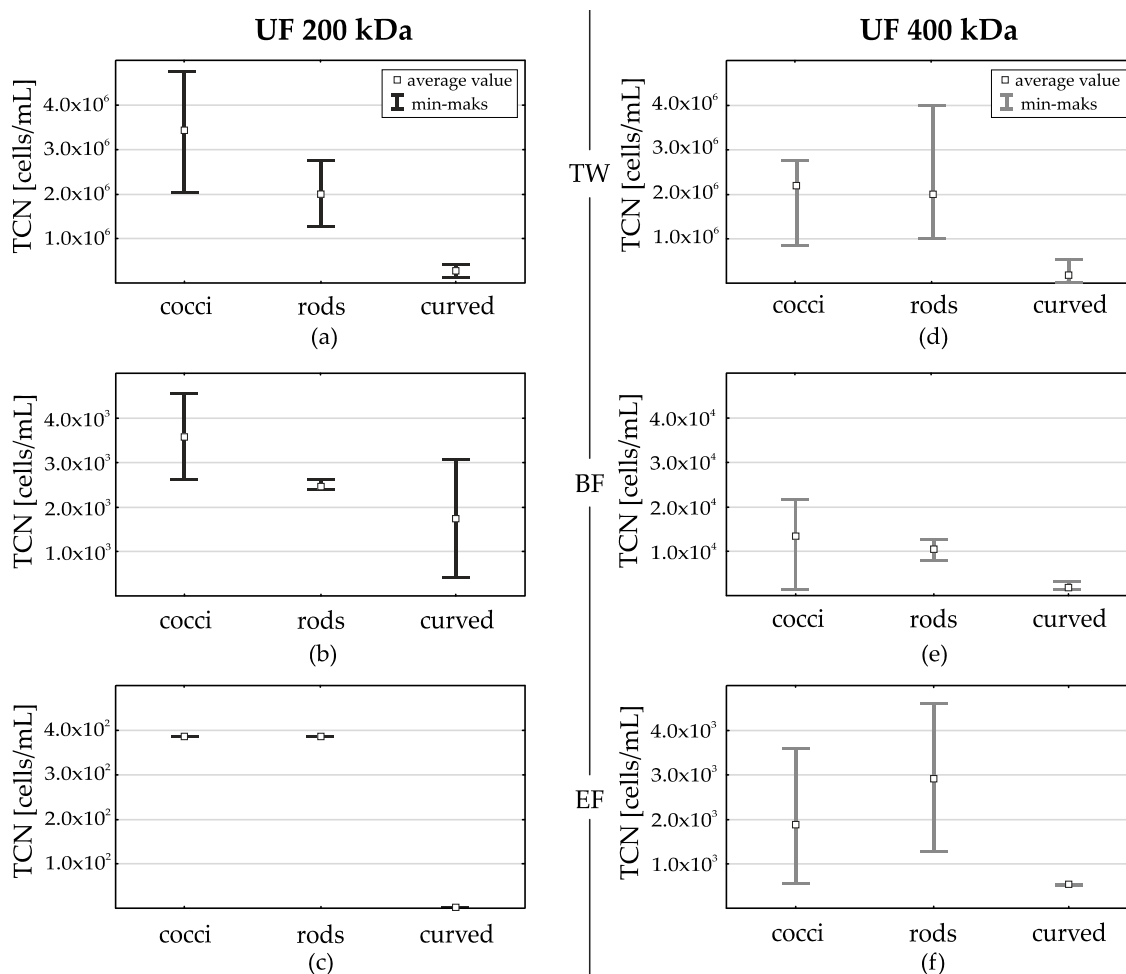 UF 200 kDa
TCN [cells/mL]
4.0x10⁶
3.0x10⁶
2.0x10⁶
1.0x10⁶
average value
min-maks
cocci rods curved
(a)
TCN [cells/mL]
4.0x10³
3.0x10³
2.0x10³
1.0x10³
cocci rods curved
(b)
TCN [cells/mL]
4.0x10²
3.0x10²
2.0x10²
1.0x10²
cocci rods curved
(c)
TW
BF
EF
UF 400 kDa
TCN [cells/mL]
4.0x10⁶
3.0x10⁶
2.0x10⁶
1.0x10⁶
average value
min-maks
cocci rods curved
(d)
TCN [cells/mL]
4.0x10⁴
3.0x10⁴
2.0x10⁴
1.0x10⁴
cocci rods curved
(e)
TCN [cells/mL]
4.0x10³
3.0x10³
2.0x10³
1.0x10³
cocci rods curved
(f)